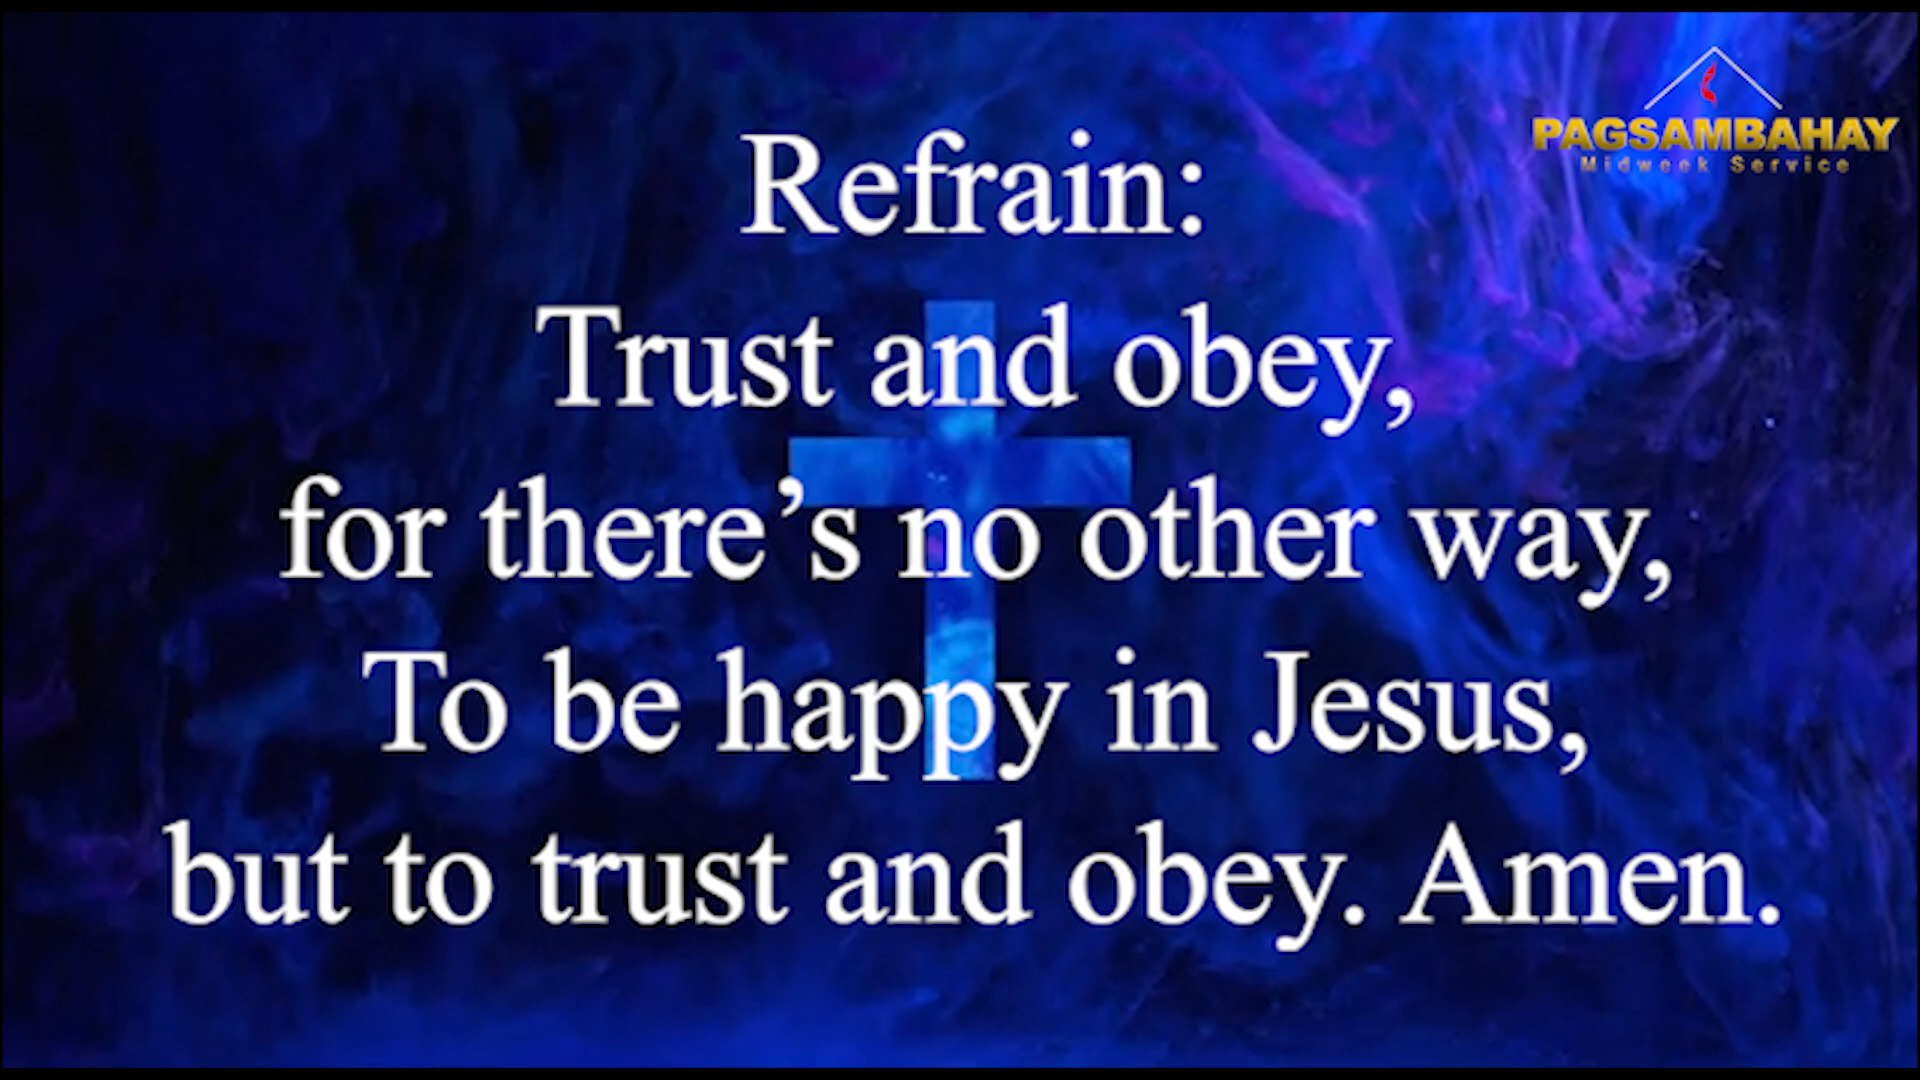 PAGSAMBAHAY
Midweek Service
Refrain:
Trust and obey,
for there’s no other way,
To be happy in Jesus,
but to trust and obey. Amen.